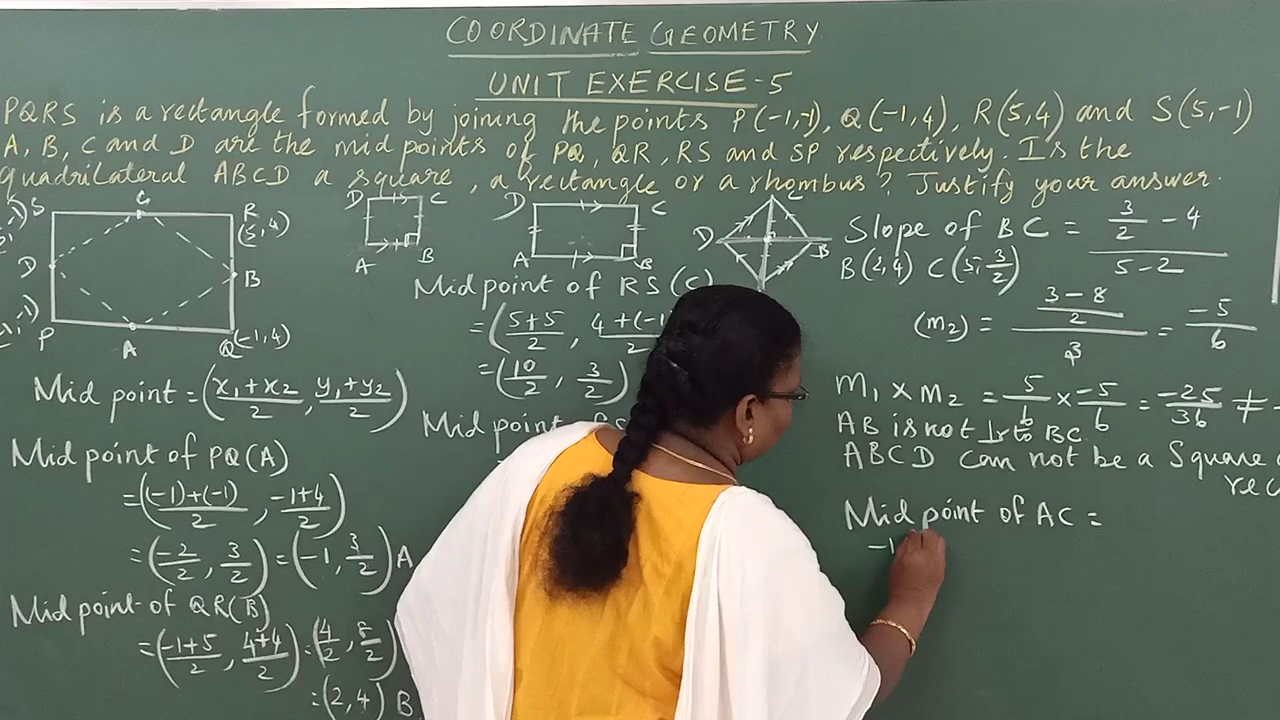 COORDINATE GEOMETRY
UNIT EXERCISE-5
PQRS is a rectangle formed by joining the points P(-1,-1), Q(-1,4), R(5,4) and S(5,-1)
A, B, C and D are the mid points of PQ, QR, RS and SP respectively. Is the
quadrilateral ABCD a square, a rectangle or a rhombus? Justify your answer.
S C R
(5,4)
D B
P A Q(-1,4)
D C
A B
D C
A B
C
D B
Mid point = (x₁+x₂/2, y₁+y₂/2)
Mid point of PQ(A)
= ((-1)+(-1)/2, -1+4/2)
= (-2/2, 3/2) = (-1, 3/2) A
Mid point of QR(B)
= (-1+5/2, 4+4/2) = (4/2, 8/2)
= (2,4) B
Mid point of RS(C)
= (5+5/2, 4+(-1/2
= (10/2, 3/2)
Mid point
Slope of BC = 3/2 - 4 / 5-2
B(2,4) C(5, 3/2)
(m₂) = 3-8/2 / 3 = -5/6
m₁ × m₂ = 5/6 × -5/6 = -25/36 ≠ -
AB is not ⊥r to BC
ABCD can not be a Square
rec
Mid point of AC =
-1